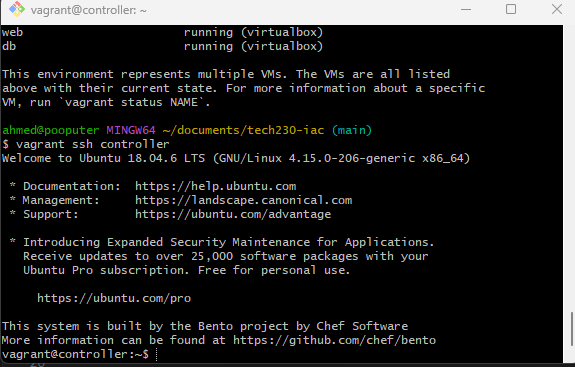 vagrant@controller: ~
web                     running (virtualbox)
db                      running (virtualbox)
This environment represents multiple VMs. The VMs are all listed
above with their current state. For more information about a specific
VM, run `vagrant status NAME`.
ahmed@pooputer MINGW64 ~/documents/tech230-iac (main)
$ vagrant ssh controller
Welcome to Ubuntu 18.04.6 LTS (GNU/Linux 4.15.0-206-generic x86_64)
* Documentation:  https://help.ubuntu.com
* Management:     https://landscape.canonical.com
* Support:        https://ubuntu.com/advantage
* Introducing Expanded Security Maintenance for Applications.
Receive updates to over 25,000 software packages with your
Ubuntu Pro subscription. Free for personal use.
https://ubuntu.com/pro
This system is built by the Bento project by Chef Software
More information can be found at https://github.com/chef/bento
vagrant@controller:~$